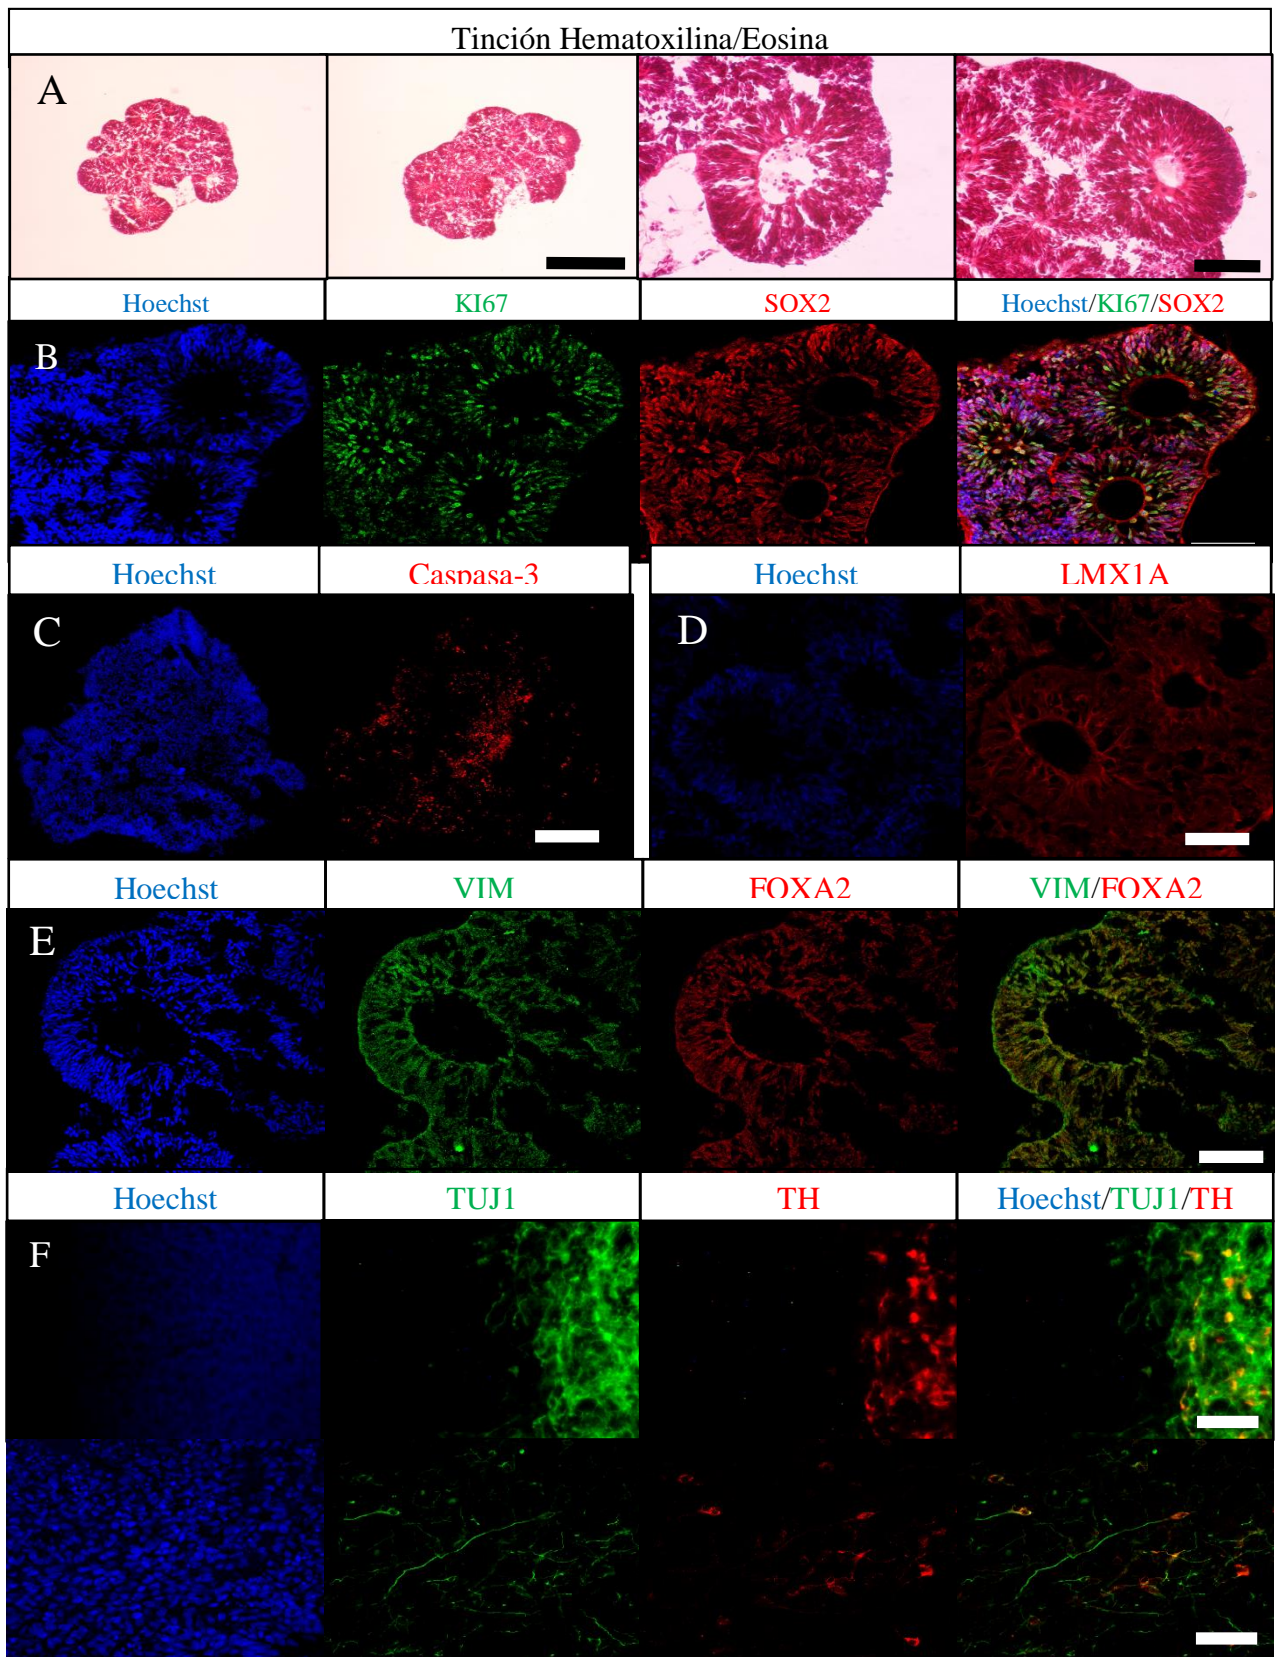 Tinción Hematoxilina/Eosina
A
Hoechst KI67 SOX2 Hoechst/KI67/SOX2
B
Hoechst Caspasa-3 Hoechst LMX1A
C D
Hoechst VIM FOXA2 VIM/FOXA2
E
Hoechst TUJ1 TH Hoechst/TUJ1/TH
F